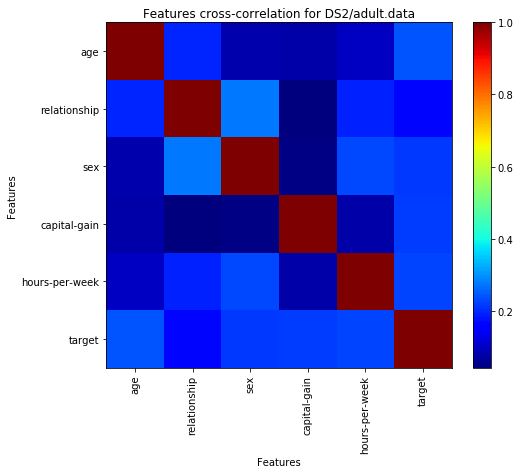 Features cross-correlation for DS2/adult.data
age
relationship
sex
capital-gain
hours-per-week
target
Features
age
relationship
sex
capital-gain
hours-per-week
target
Features
1.0
0.8
0.6
0.4
0.2